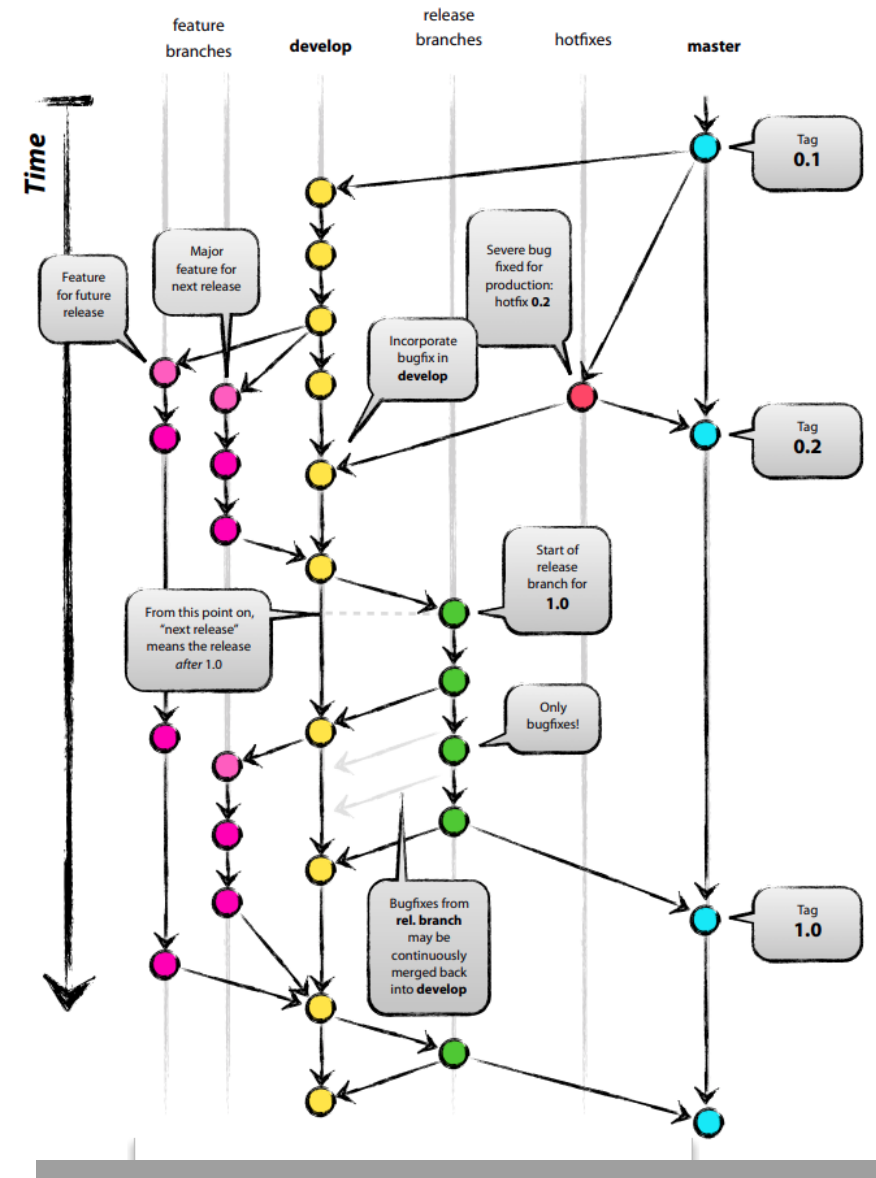 feature
branches
develop
release
branches
hotfixes
master
Time
Tag
0.1
Feature
for future
release
Major
feature for
next release
Severe bug
fixed for
production:
hotfix 0.2
Incorporate
bugfix in
develop
Tag
0.2
Start of
release
branch for
1.0
From this point on,
“next release”
means the release
after 1.0
Only
bugfixes!
Bugfixes from
rel. branch
may be
continuously
merged back
into develop
Tag
1.0